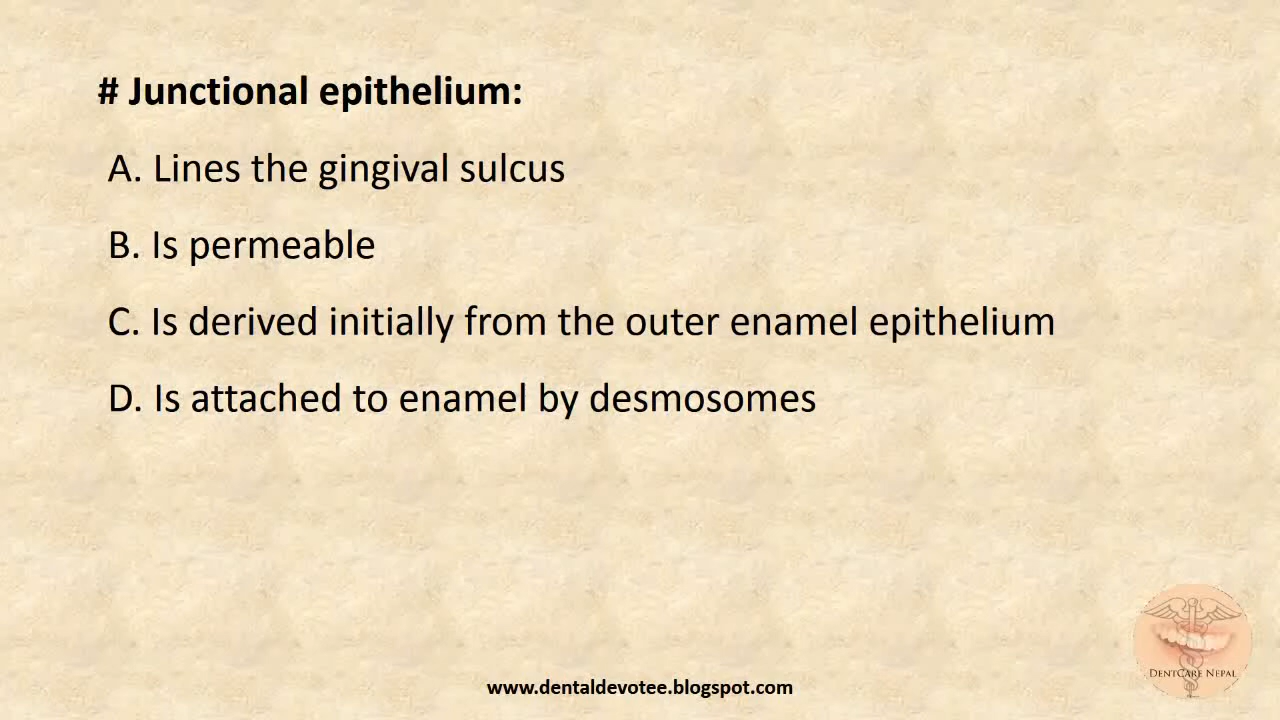 # Junctional epithelium:
A. Lines the gingival sulcus
B. Is permeable
C. Is derived initially from the outer enamel epithelium
D. Is attached to enamel by desmosomes
DENTCARE NEPAL
www.dentaldevotee.blogspot.com